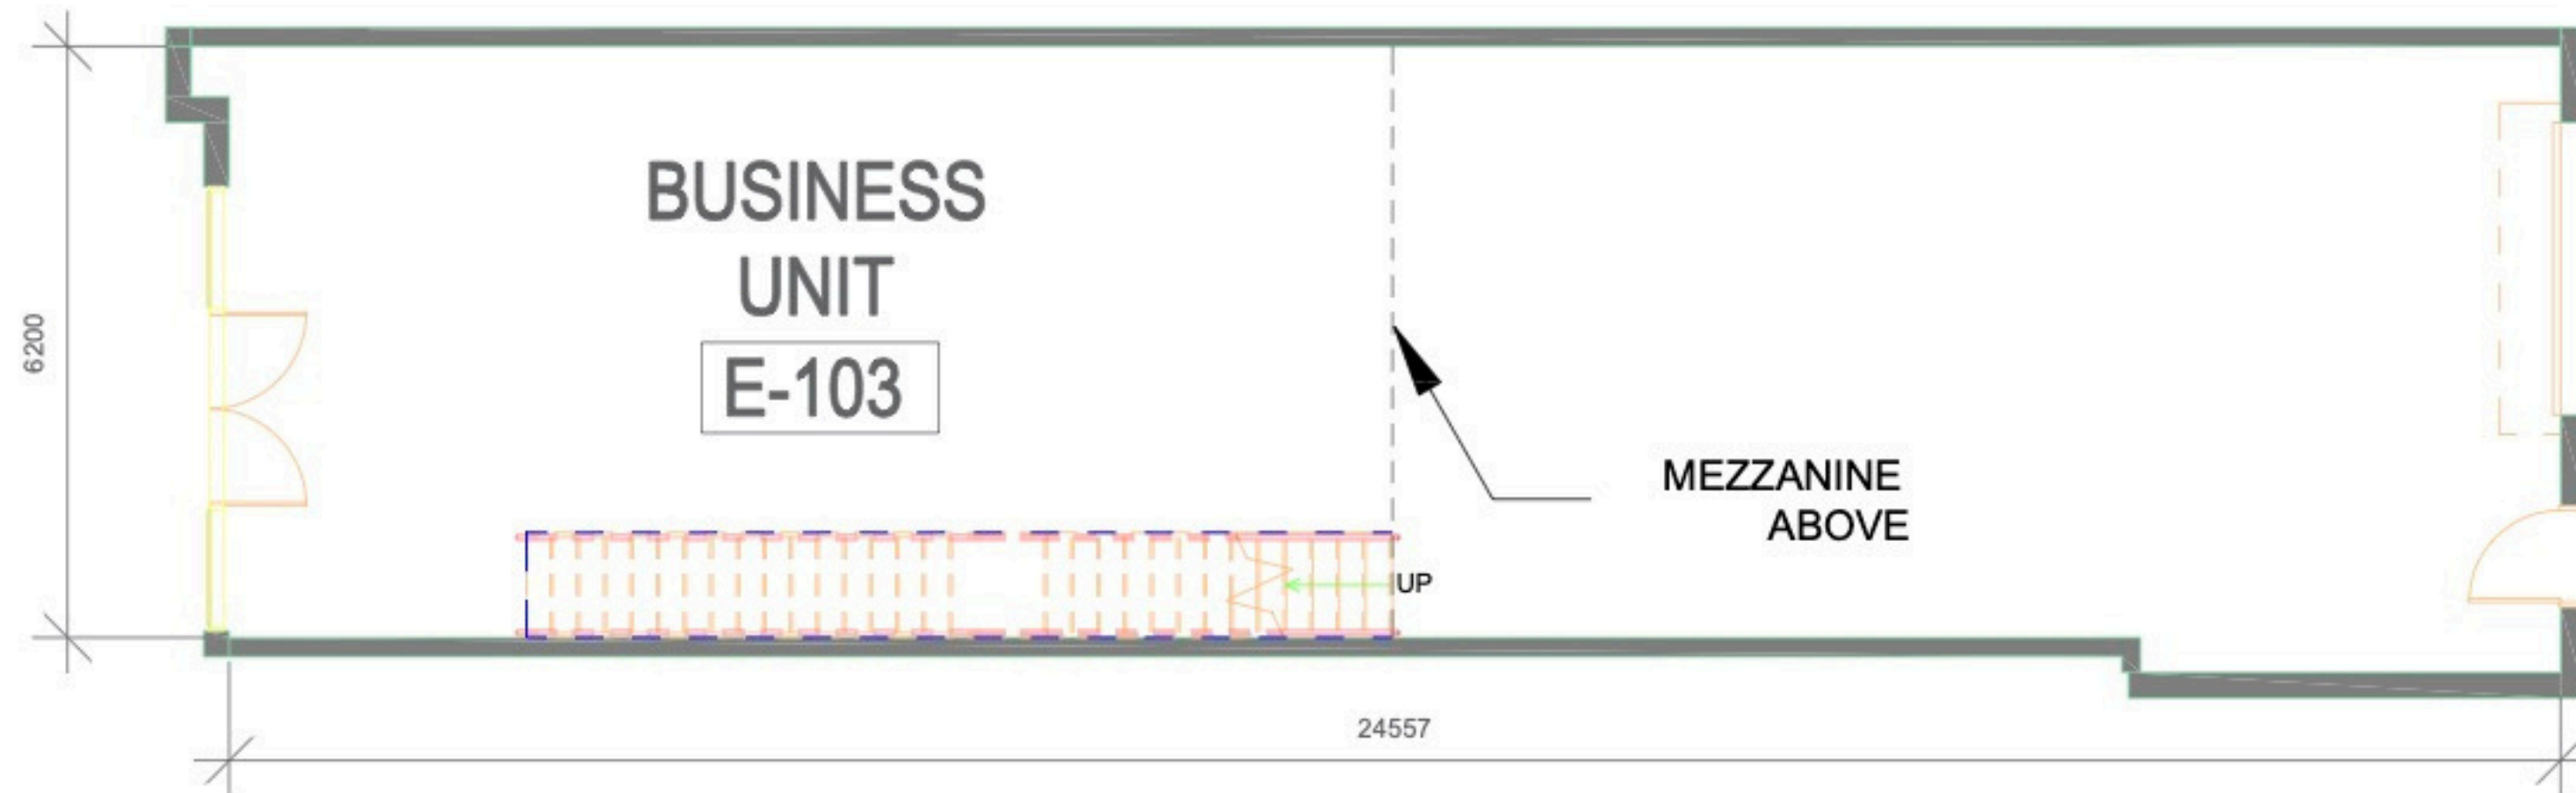 BUSINESS
UNIT
E-103
6200
MEZZANINE
ABOVE
UP
24557